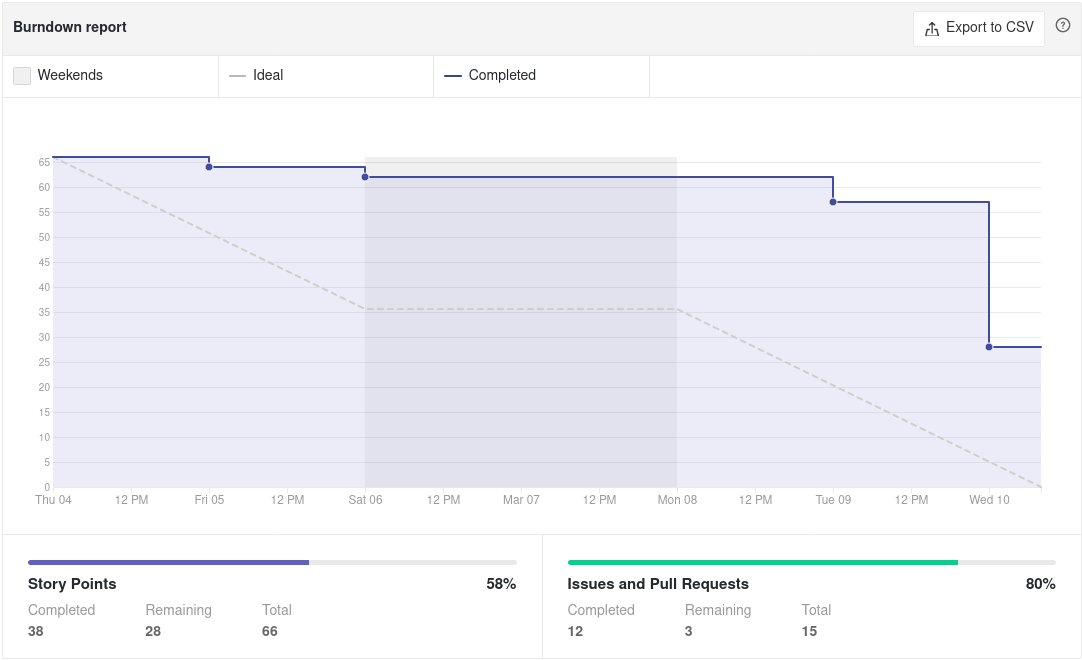 Burndown report
Export to CSV
?
Weekends
Ideal
Completed
65
60
55
50
45
40
35
30
25
20
15
10
5
0
Thu 04 12 PM Fri 05 12 PM Sat 06 12 PM Mar 07 12 PM Mon 08 12 PM Tue 09 12 PM Wed 10
Story Points 58%
Completed Remaining Total
38 28 66
Issues and Pull Requests 80%
Completed Remaining Total
12 3 15